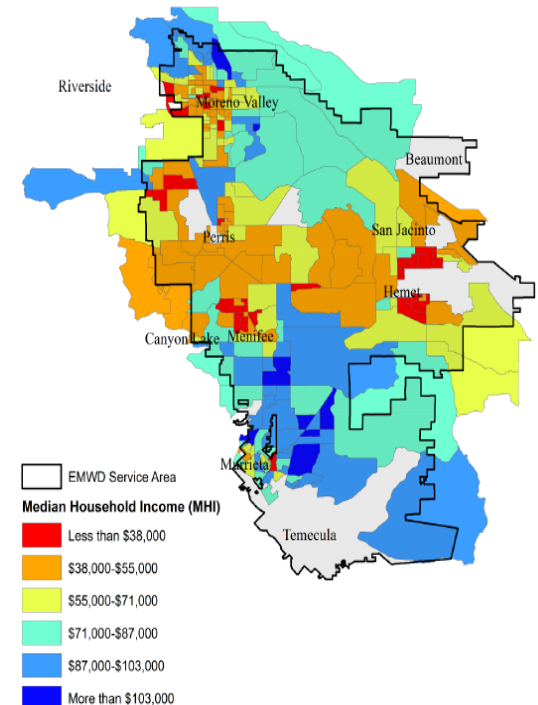 Riverside
Moreno Valley
Beaumont
San Jacinto
Perris
Hemet
Canyon Lake
Menifee
Murrieta
Temecula
EMWD Service Area
Median Household Income (MHI)
Less than $38,000
$38,000-$55,000
$55,000-$71,000
$71,000-$87,000
$87,000-$103,000
More than $103,000